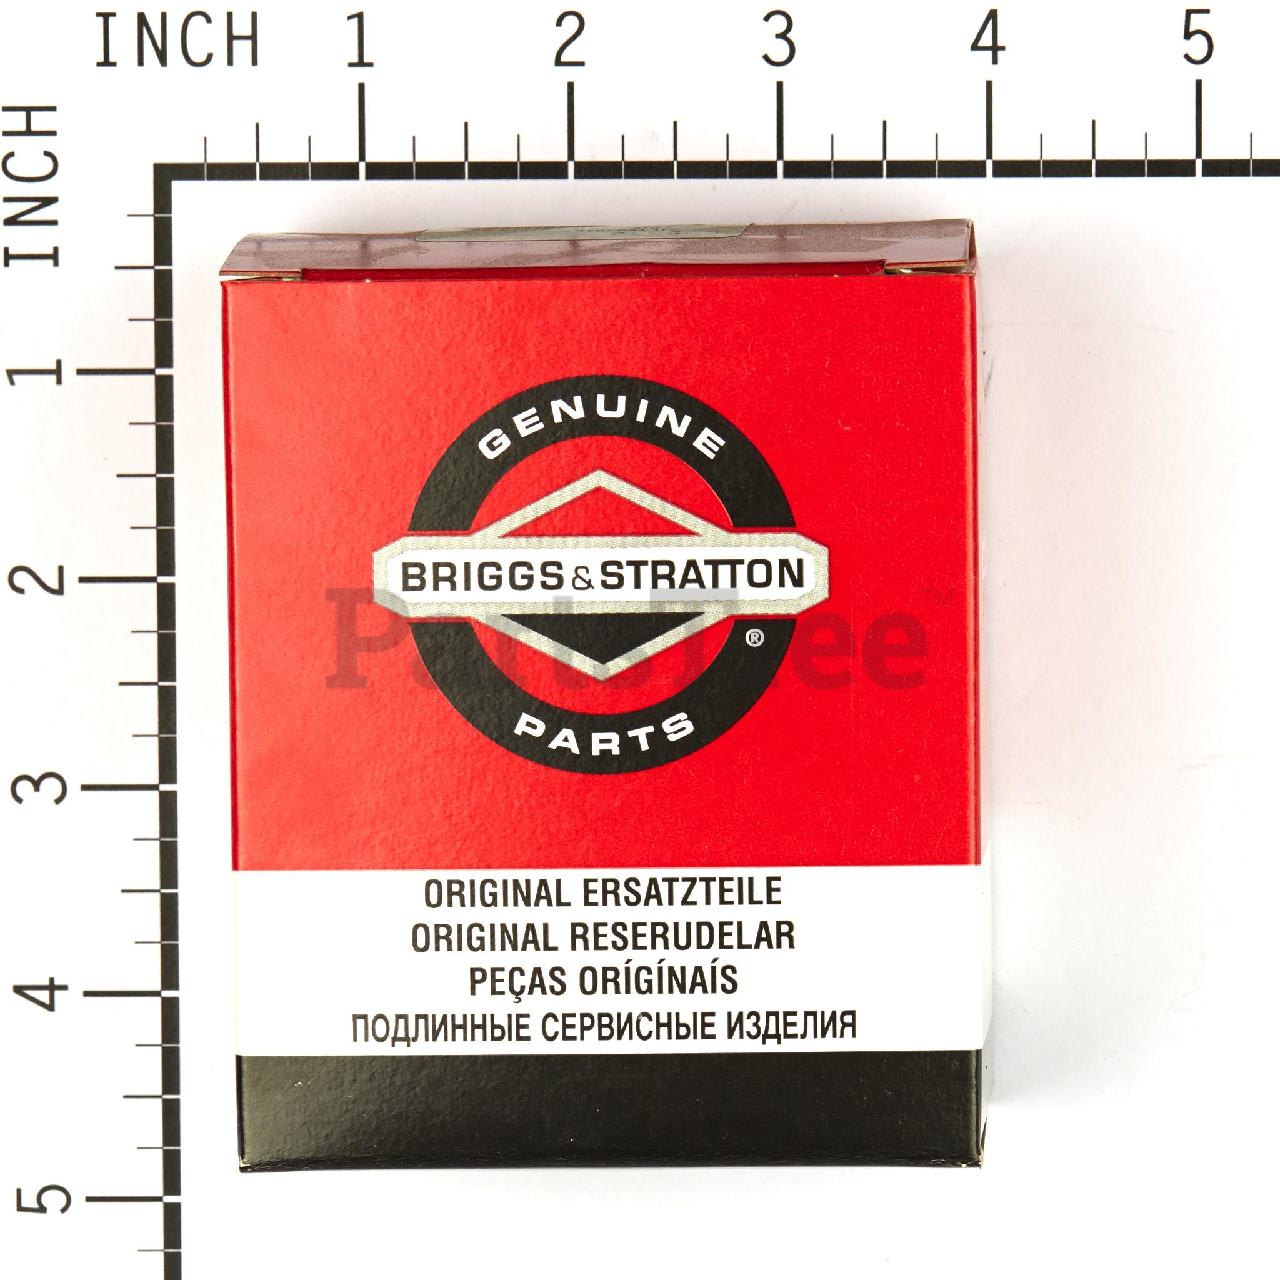 INCH 1 2 3 4 5
INCH
1
2
3
4
5
GENUINE
BRIGGS & STRATTON
®
PartsTree™
PARTS
ORIGINAL ERSATZTEILE
ORIGINAL RESERUDELAR
PEÇAS ORÍGÍNAÍS
ПОДЛИННЫЕ СЕРВИСНЫЕ ИЗДЕЛИЯ